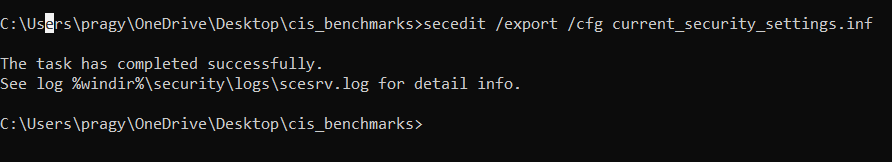 C:\Users\pragy\OneDrive\Desktop\cis_benchmarks>secedit /export /cfg current_security_settings.inf
The task has completed successfully.
See log %windir%\security\logs\scesrv.log for detail info.
C:\Users\pragy\OneDrive\Desktop\cis_benchmarks>